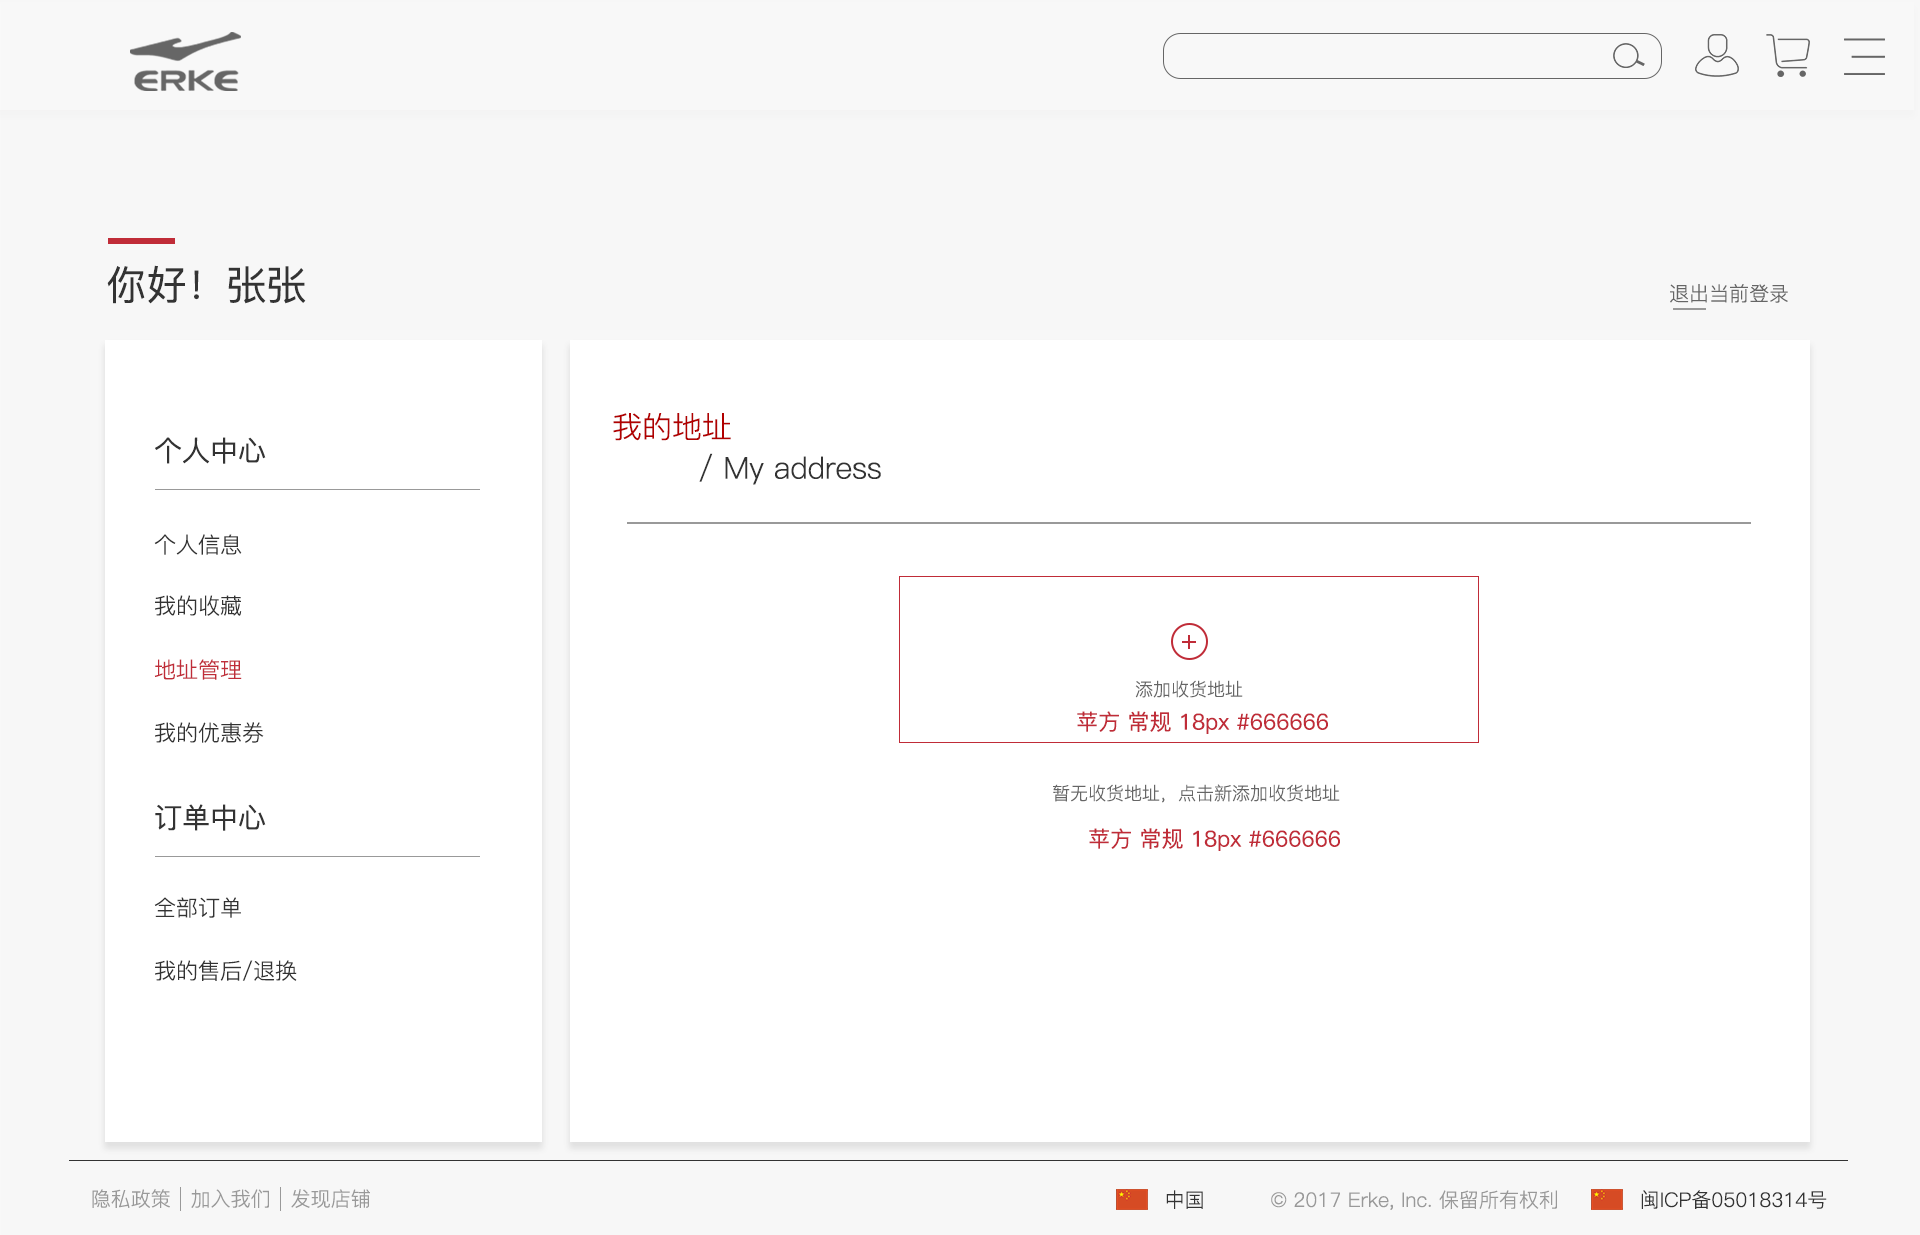 ERKE
你好！张张
退出当前登录
个人中心
个人信息
我的收藏
地址管理
我的优惠券
订单中心
全部订单
我的售后/退换
我的地址
/ My address
添加收货地址
苹方 常规 18px #666666
暂无收货地址，点击新添加收货地址
苹方 常规 18px #666666
隐私政策 | 加入我们 | 发现店铺
中国
© 2017 Erke, Inc. 保留所有权利
闽ICP备05018314号